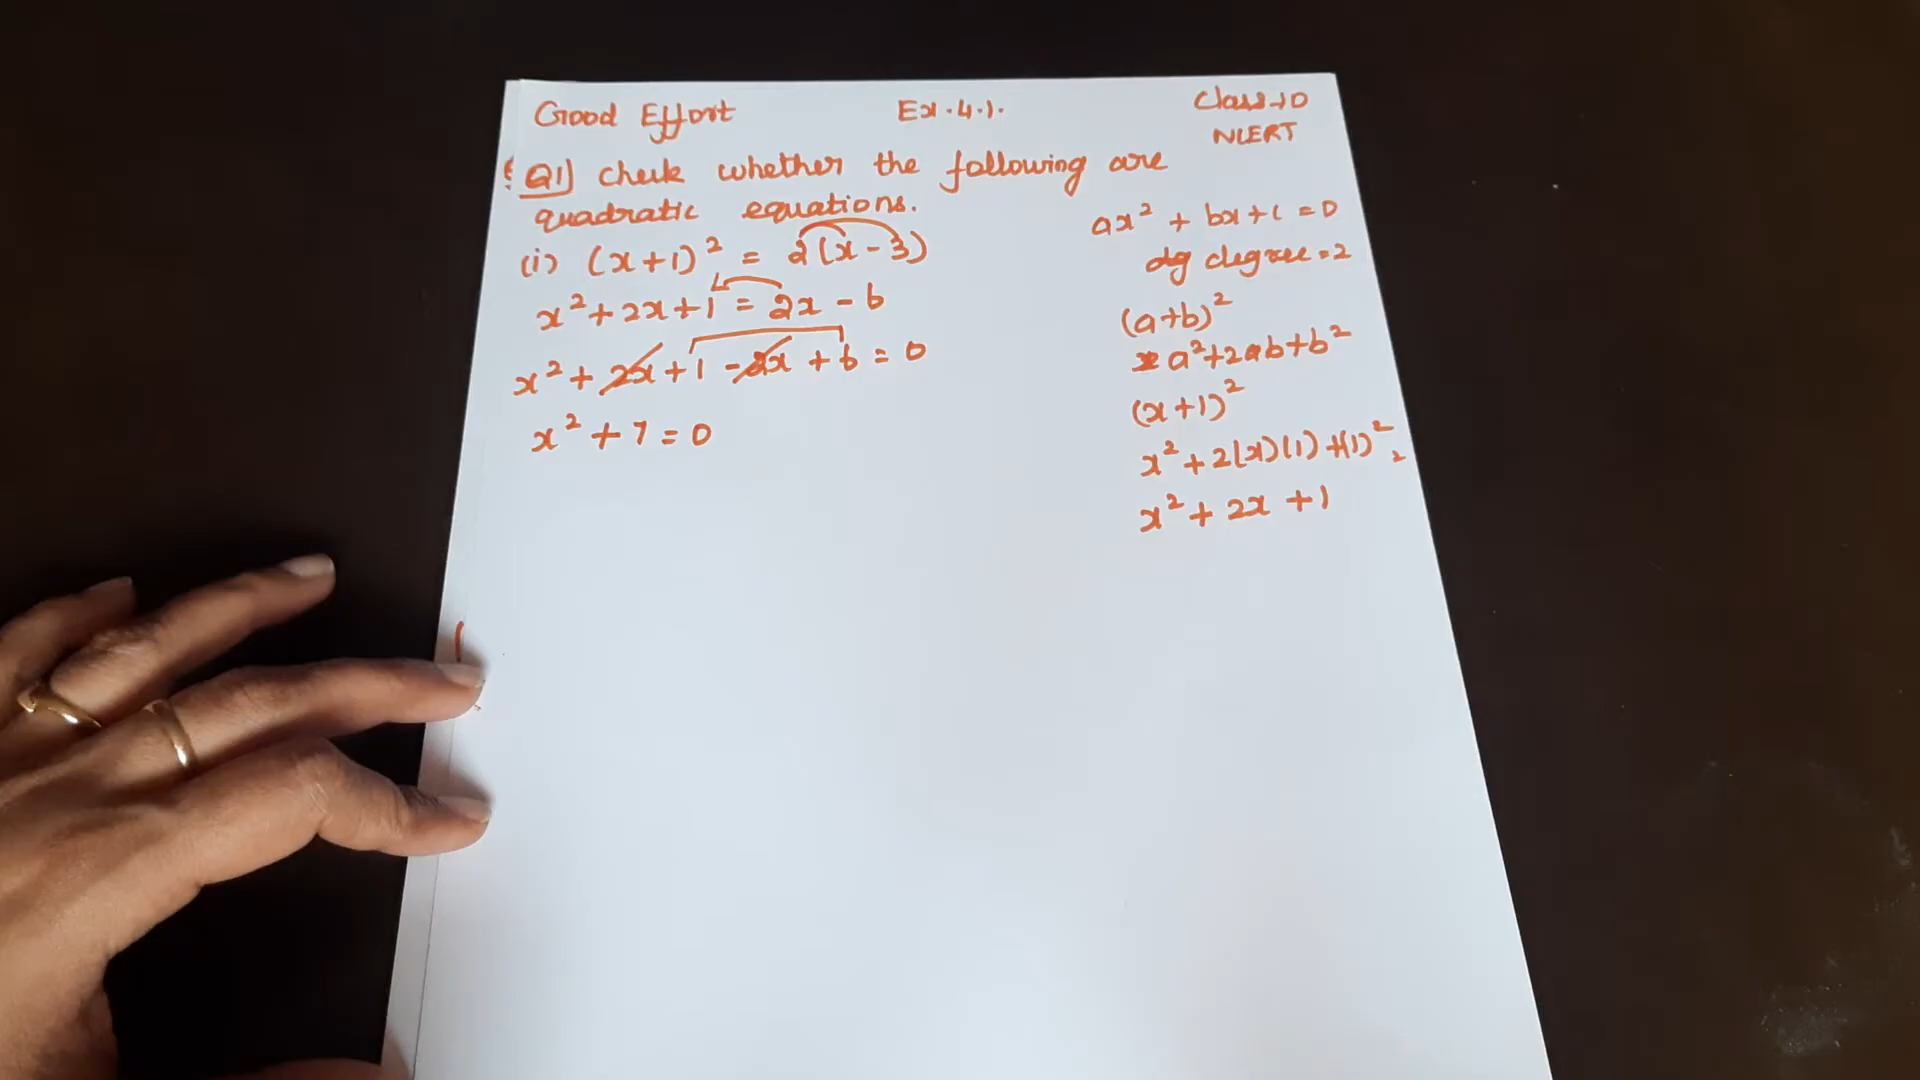 Good Effort
Ex.4.1.
Class-10
NCERT
Q1) check whether the following are
quadratic equations.
(i) (x+1)² = 2(x-3)
x²+2x+1 = 2x-6
x²+2x+1-2x+6=0
x²+7=0
ax²+bx+c=0
dg degree=2
(a+b)²
a²+2ab+b²
(x+1)²
x²+2(x)(1)+(1)²
x²+2x+1